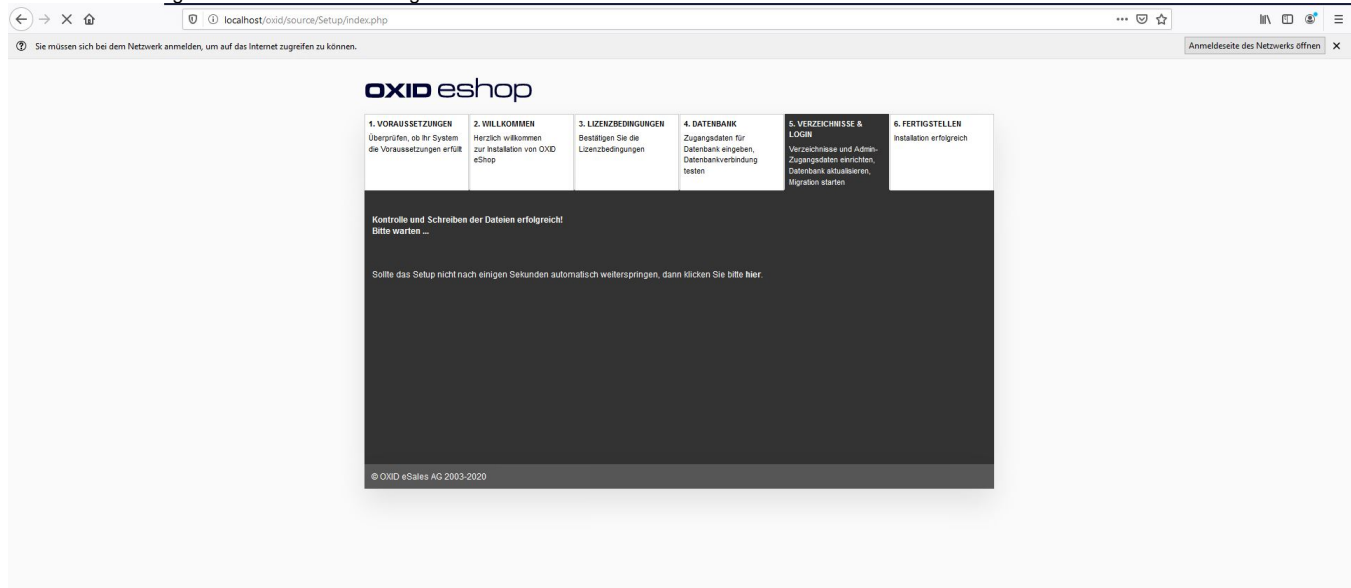 localhost/oxid/source/Setup/index.php
Sie müssen sich bei dem Netzwerk anmelden, um auf das Internet zugreifen zu können.
Anmeldeseite des Netzwerks öffnen
OXID eshop
1. VORAUSSETZUNGEN
Überprüfen, ob Ihr System
die Voraussetzungen erfüllt
2. WILLKOMMEN
Herzlich willkommen
zur Installation von OXID
eShop
3. LIZENZBEDINGUNGEN
Bestätigen Sie die
Lizenzbedingungen
4. DATENBANK
Zugangsdaten für
Datenbank eingeben,
Datenbankverbindung
testen
5. VERZEICHNISSE &
LOGIN
Verzeichnisse und Admin-
Zugangsdaten einrichten,
Datenbank aktualisieren,
Migration starten
6. FERTIGSTELLEN
Installation erfolgreich
Kontrolle und Schreiben der Dateien erfolgreich!
Bitte warten ...
Sollte das Setup nicht nach einigen Sekunden automatisch weiterspringen, dann klicken Sie bitte hier.
© OXID eSales AG 2003-2020